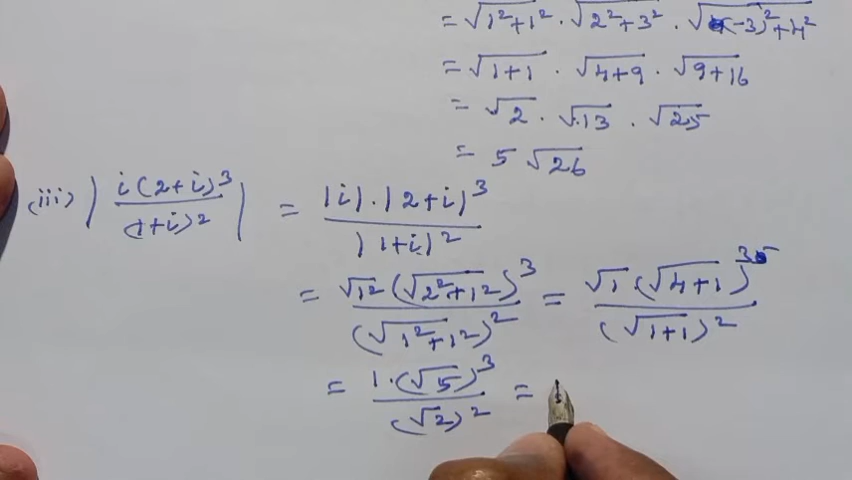 = √1²+1² · √2²+3² · √(-3)²+4²
= √1+1 · √4+9 · √9+16
= √2 · √13 · √25
= 5 √26
(iii) | i(2+i)³ / (1+i)² | = |i|·|2+i|³ / |1+i|²
= √1² (√2²+1²)³ / (√1²+1²)² = √1 (√4+1)³ / (√1+1)²
= 1·(√5)³ / (√2)² =